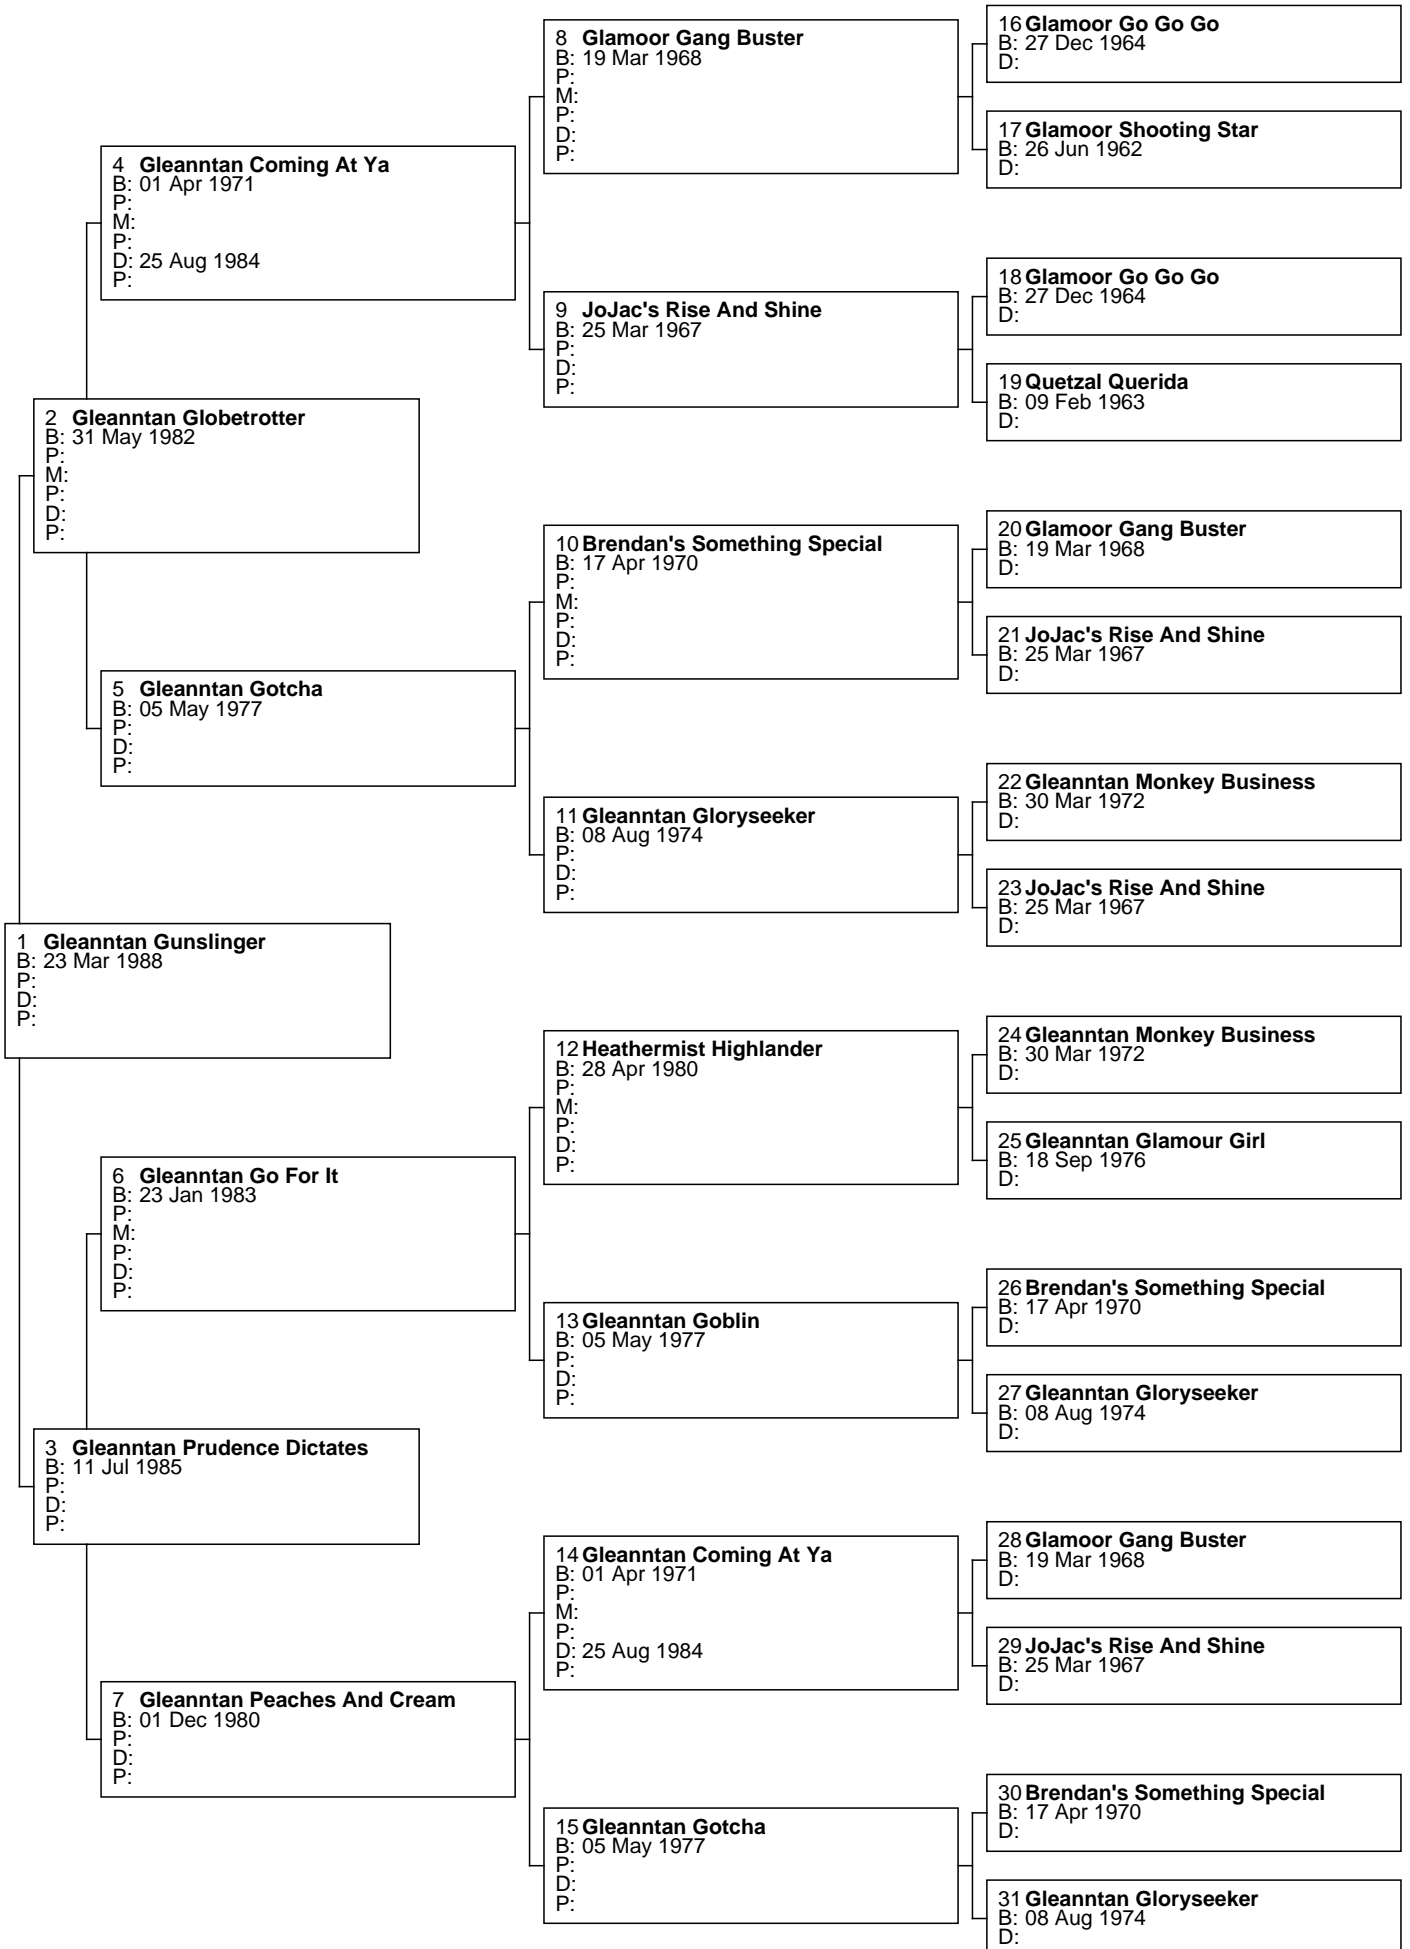 8 Glamoor Gang Buster
B: 19 Mar 1968
P:
M:
P:
D:
P:
16 Glamoor Go Go Go
B: 27 Dec 1964
D:
17 Glamoor Shooting Star
B: 26 Jun 1962
D:
4 Gleanntan Coming At Ya
B: 01 Apr 1971
P:
M:
P:
D: 25 Aug 1984
P:
9 JoJac's Rise And Shine
B: 25 Mar 1967
P:
D:
P:
18 Glamoor Go Go Go
B: 27 Dec 1964
D:
19 Quetzal Querida
B: 09 Feb 1963
D:
2 Gleanntan Globetrotter
B: 31 May 1982
P:
M:
P:
D:
P:
10 Brendan's Something Special
B: 17 Apr 1970
P:
M:
P:
D:
P:
20 Glamoor Gang Buster
B: 19 Mar 1968
D:
21 JoJac's Rise And Shine
B: 25 Mar 1967
D:
5 Gleanntan Gotcha
B: 05 May 1977
P:
D:
P:
11 Gleanntan Gloryseeker
B: 08 Aug 1974
P:
D:
P:
22 Gleanntan Monkey Business
B: 30 Mar 1972
D:
23 JoJac's Rise And Shine
B: 25 Mar 1967
D:
1 Gleanntan Gunslinger
B: 23 Mar 1988
P:
D:
P:
12 Heathermist Highlander
B: 28 Apr 1980
P:
M:
P:
D:
P:
24 Gleanntan Monkey Business
B: 30 Mar 1972
D:
25 Gleanntan Glamour Girl
B: 18 Sep 1976
D:
6 Gleanntan Go For It
B: 23 Jan 1983
P:
M:
P:
D:
P:
13 Gleanntan Goblin
B: 05 May 1977
P:
D:
P:
26 Brendan's Something Special
B: 17 Apr 1970
D:
27 Gleanntan Gloryseeker
B: 08 Aug 1974
D:
3 Gleanntan Prudence Dictates
B: 11 Jul 1985
P:
D:
P:
14 Gleanntan Coming At Ya
B: 01 Apr 1971
P:
M:
P:
D: 25 Aug 1984
P:
28 Glamoor Gang Buster
B: 19 Mar 1968
D:
29 JoJac's Rise And Shine
B: 25 Mar 1967
D:
7 Gleanntan Peaches And Cream
B: 01 Dec 1980
P:
D:
P:
15 Gleanntan Gotcha
B: 05 May 1977
P:
D:
P:
30 Brendan's Something Special
B: 17 Apr 1970
D:
31 Gleanntan Gloryseeker
B: 08 Aug 1974
D: